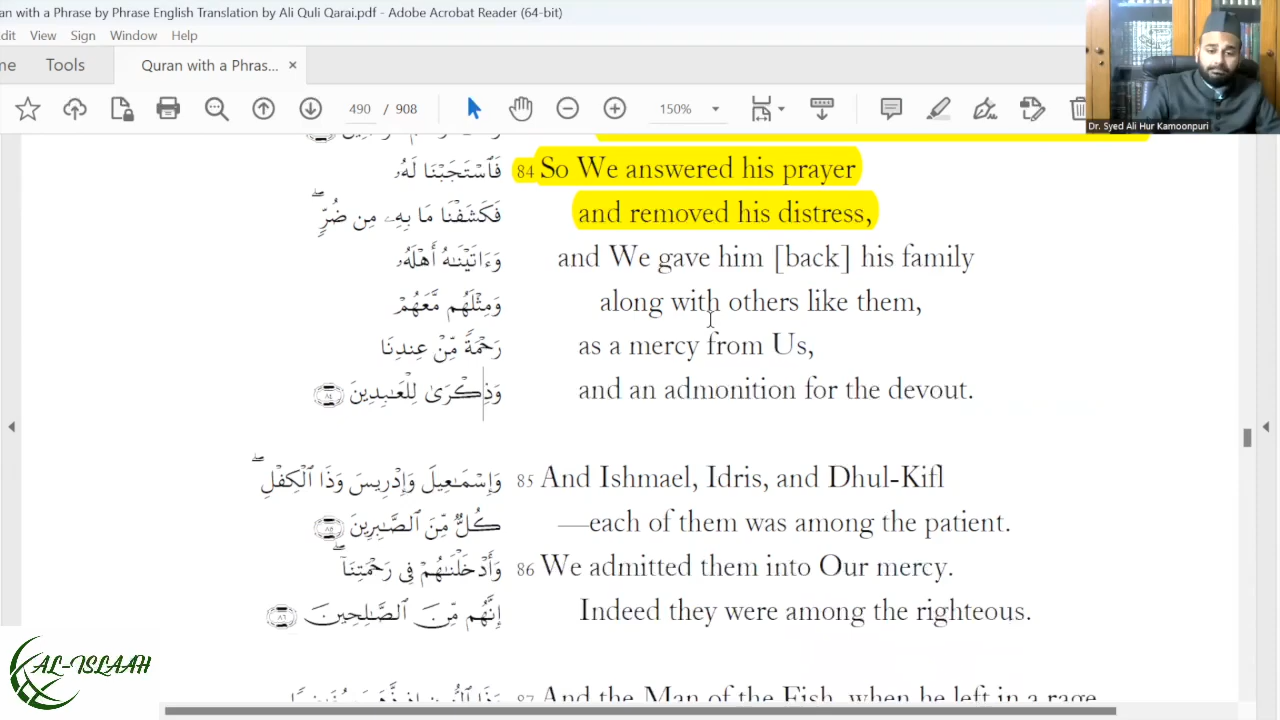 an with a Phrase by Phrase English Translation by Ali Quli Qarai.pdf - Adobe Acrobat Reader (64-bit)
dit View Sign Window Help
me Tools Quran with a Phras... ×
490 / 908 150%
Dr. Syed Ali Hur Kamoonpuri
فَٱسْتَجَبْنَا لَهُۥ 84 So We answered his prayer
فَكَشَفْنَا مَا بِهِۦ مِن ضُرٍّۖ and removed his distress,
وَءَاتَيْنَٰهُ أَهْلَهُۥ and We gave him [back] his family
وَمِثْلَهُم مَّعَهُمْ along with others like them,
رَحْمَةً مِّنْ عِندِنَا as a mercy from Us,
وَذِكْرَىٰ لِلْعَٰبِدِينَ ٨٤ and an admonition for the devout.
وَإِسْمَٰعِيلَ وَإِدْرِيسَ وَذَا ٱلْكِفْلِۖ 85 And Ishmael, Idris, and Dhul-Kifl
كُلٌّ مِّنَ ٱلصَّٰبِرِينَ ٨٥ —each of them was among the patient.
وَأَدْخَلْنَٰهُمْ فِى رَحْمَتِنَآۖ 86 We admitted them into Our mercy.
إِنَّهُم مِّنَ ٱلصَّٰلِحِينَ ٨٦ Indeed they were among the righteous.
87 And the Man of the Fish, when he left in a rage
AL-ISLAAH